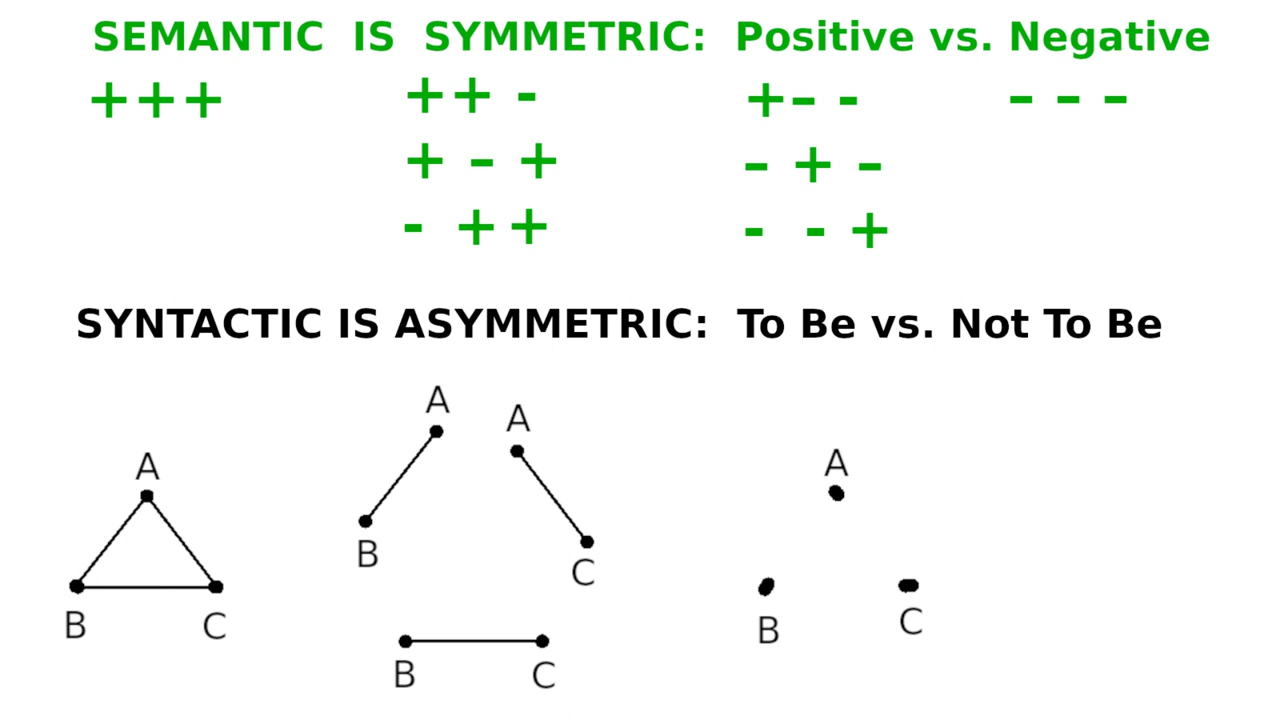 SEMANTIC IS SYMMETRIC: Positive vs. Negative
+++ ++ - +- - - - -
+ - + - + -
- ++ - - +
SYNTACTIC IS ASYMMETRIC: To Be vs. Not To Be
A A
A A
B C
B C A
B C
B C